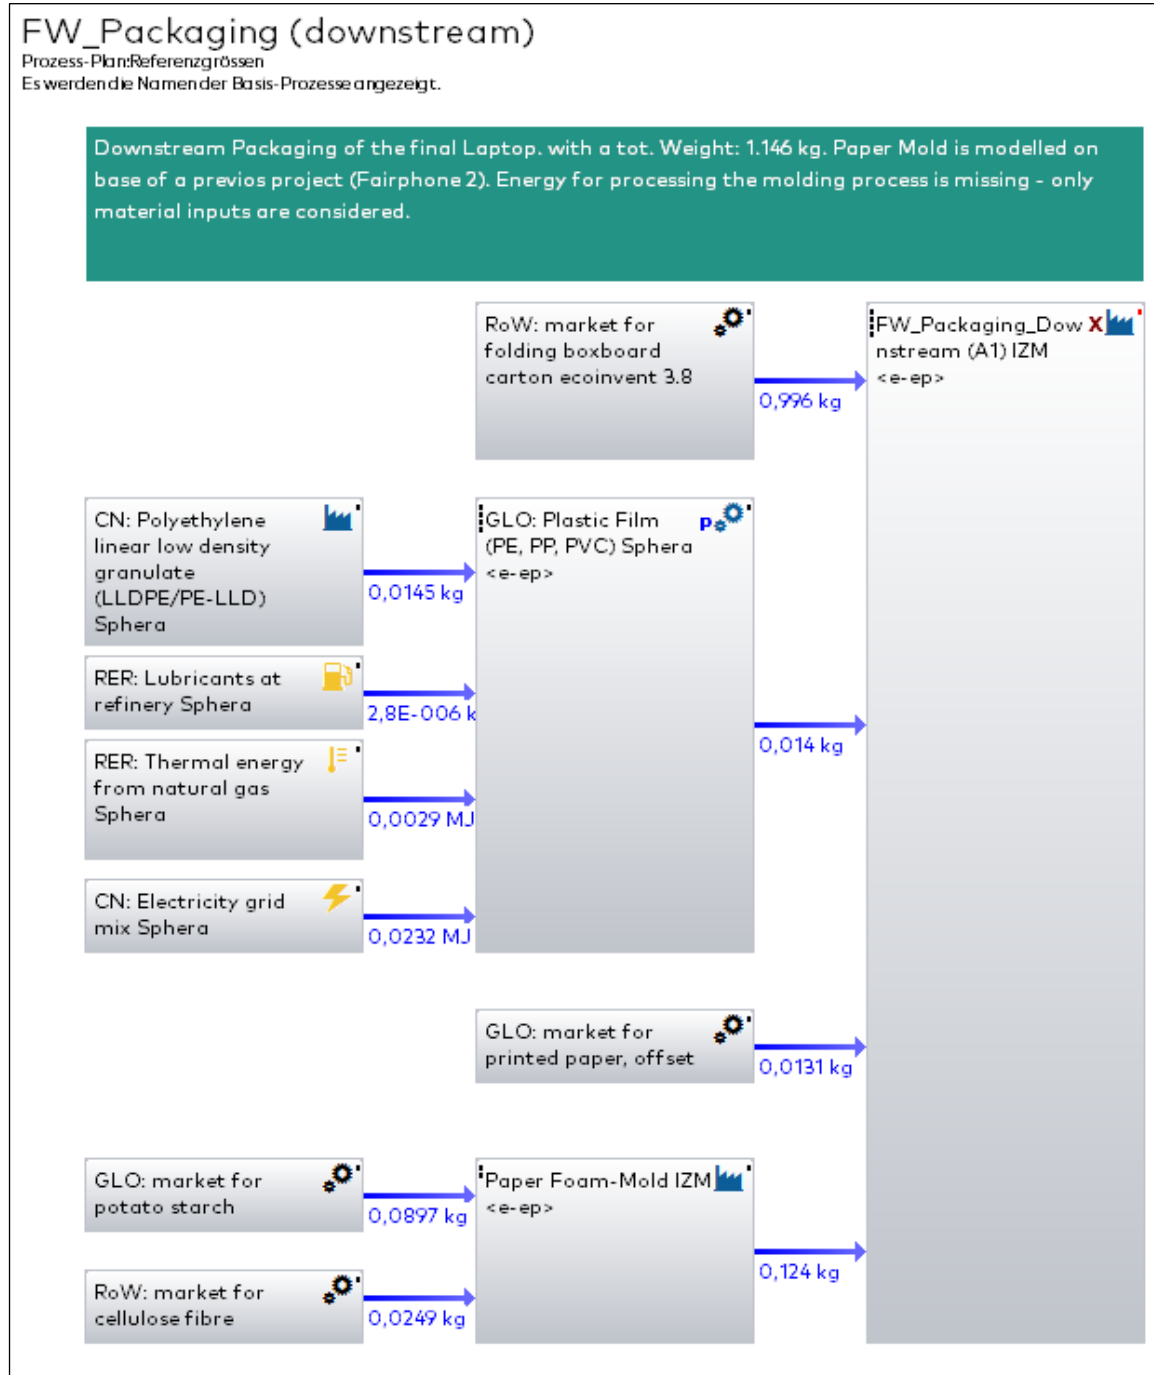 FW_Packaging (downstream)
Prozess-Plan:Referenzgrössen
Es werden die Namen der Basis-Prozesse angezeigt.
Downstream Packaging of the final Laptop. with a tot. Weight: 1.146 kg. Paper Mold is modelled on
base of a previos project (Fairphone 2). Energy for processing the molding process is missing - only
material inputs are considered.
RoW: market for
folding boxboard
carton ecoinvent 3.8
0,996 kg
FW_Packaging_Dow X
nstream (A1) IZM
<e-ep>
CN: Polyethylene
linear low density
granulate
(LLDPE/PE-LLD)
Sphera
0,0145 kg
GLO: Plastic Film p
(PE, PP, PVC) Sphera
<e-ep>
RER: Lubricants at
refinery Sphera
2,8E-006 k
0,014 kg
RER: Thermal energy
from natural gas
Sphera
0,0029 MJ
CN: Electricity grid
mix Sphera
0,0232 MJ
GLO: market for
printed paper, offset
0,0131 kg
GLO: market for
potato starch
0,0897 kg
Paper Foam-Mold IZM
<e-ep>
0,124 kg
RoW: market for
cellulose fibre
0,0249 kg